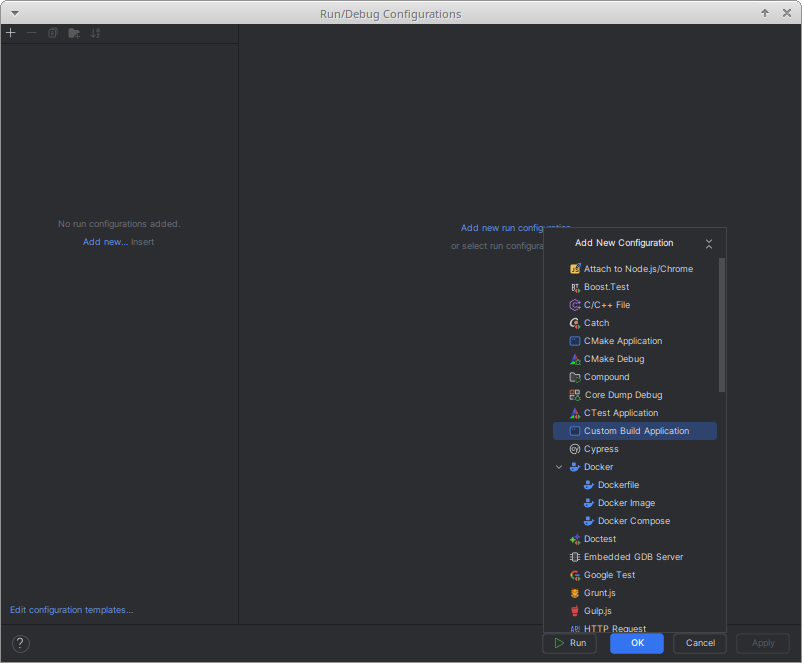 Run/Debug Configurations
No run configurations added.
Add new... Insert
Add new run configuration...
or select run configura
Add New Configuration
Attach to Node.js/Chrome
Boost.Test
C/C++ File
Catch
CMake Application
CMake Debug
Compound
Core Dump Debug
CTest Application
Custom Build Application
Cypress
Docker
Dockerfile
Docker Image
Docker Compose
Doctest
Embedded GDB Server
Google Test
Grunt.js
Gulp.js
HTTP Request
Edit configuration templates...
?
Run
OK
Cancel
Apply